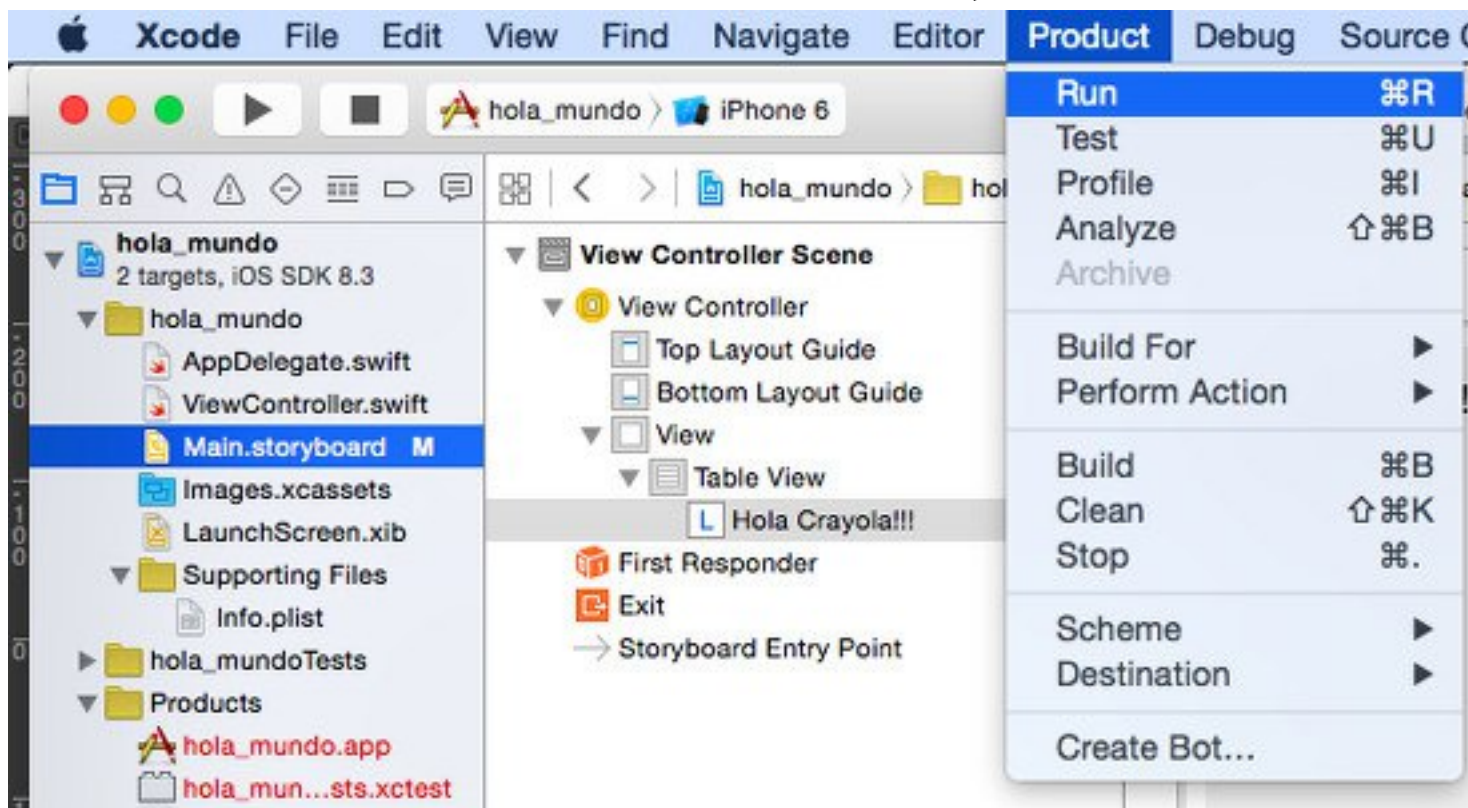 Xcode File Edit View Find Navigate Editor Product Debug Source
hola_mundo 〉 iPhone 6
hola_mundo 〉 hol
hola_mundo
2 targets, iOS SDK 8.3
hola_mundo
AppDelegate.swift
ViewController.swift
Main.storyboard M
Images.xcassets
LaunchScreen.xib
Supporting Files
Info.plist
hola_mundoTests
Products
hola_mundo.app
hola_mun...sts.xctest
View Controller Scene
View Controller
Top Layout Guide
Bottom Layout Guide
View
Table View
L Hola Crayola!!!
First Responder
Exit
Storyboard Entry Point
Run ⌘R
Test ⌘U
Profile ⌘I
Analyze ⇧⌘B
Archive
Build For ▶
Perform Action ▶
Build ⌘B
Clean ⇧⌘K
Stop ⌘.
Scheme ▶
Destination ▶
Create Bot...